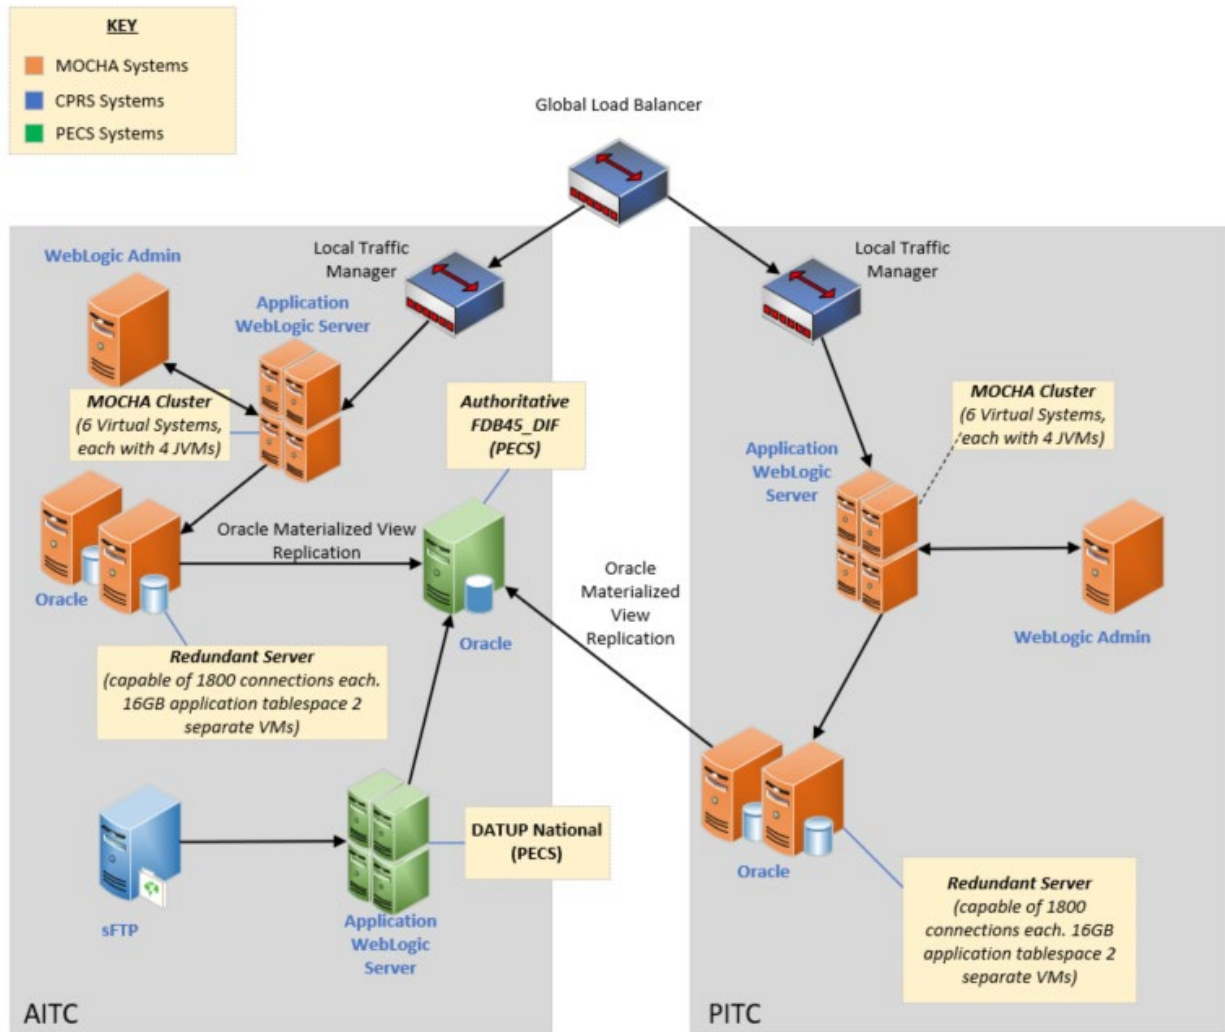 KEY
MOCHA Systems
CPRS Systems
PECS Systems
Global Load Balancer
WebLogic Admin
Local Traffic
Manager
Application
WebLogic Server
MOCHA Cluster
(6 Virtual Systems,
each with 4 JVMs)
Authoritative
FDB45_DIF
(PECS)
Oracle Materialized View
Replication
Oracle
Oracle
Redundant Server
(capable of 1800 connections each.
16GB application tablespace 2
separate VMs)
sFTP
DATUP National
(PECS)
Application
WebLogic
Server
AITC
Oracle
Materialized
View
Replication
Local Traffic
Manager
MOCHA Cluster
(6 Virtual Systems,
each with 4 JVMs)
Application
WebLogic
Server
WebLogic Admin
Oracle
Redundant Server
(capable of 1800
connections each. 16GB
application tablespace 2
separate VMs)
PITC